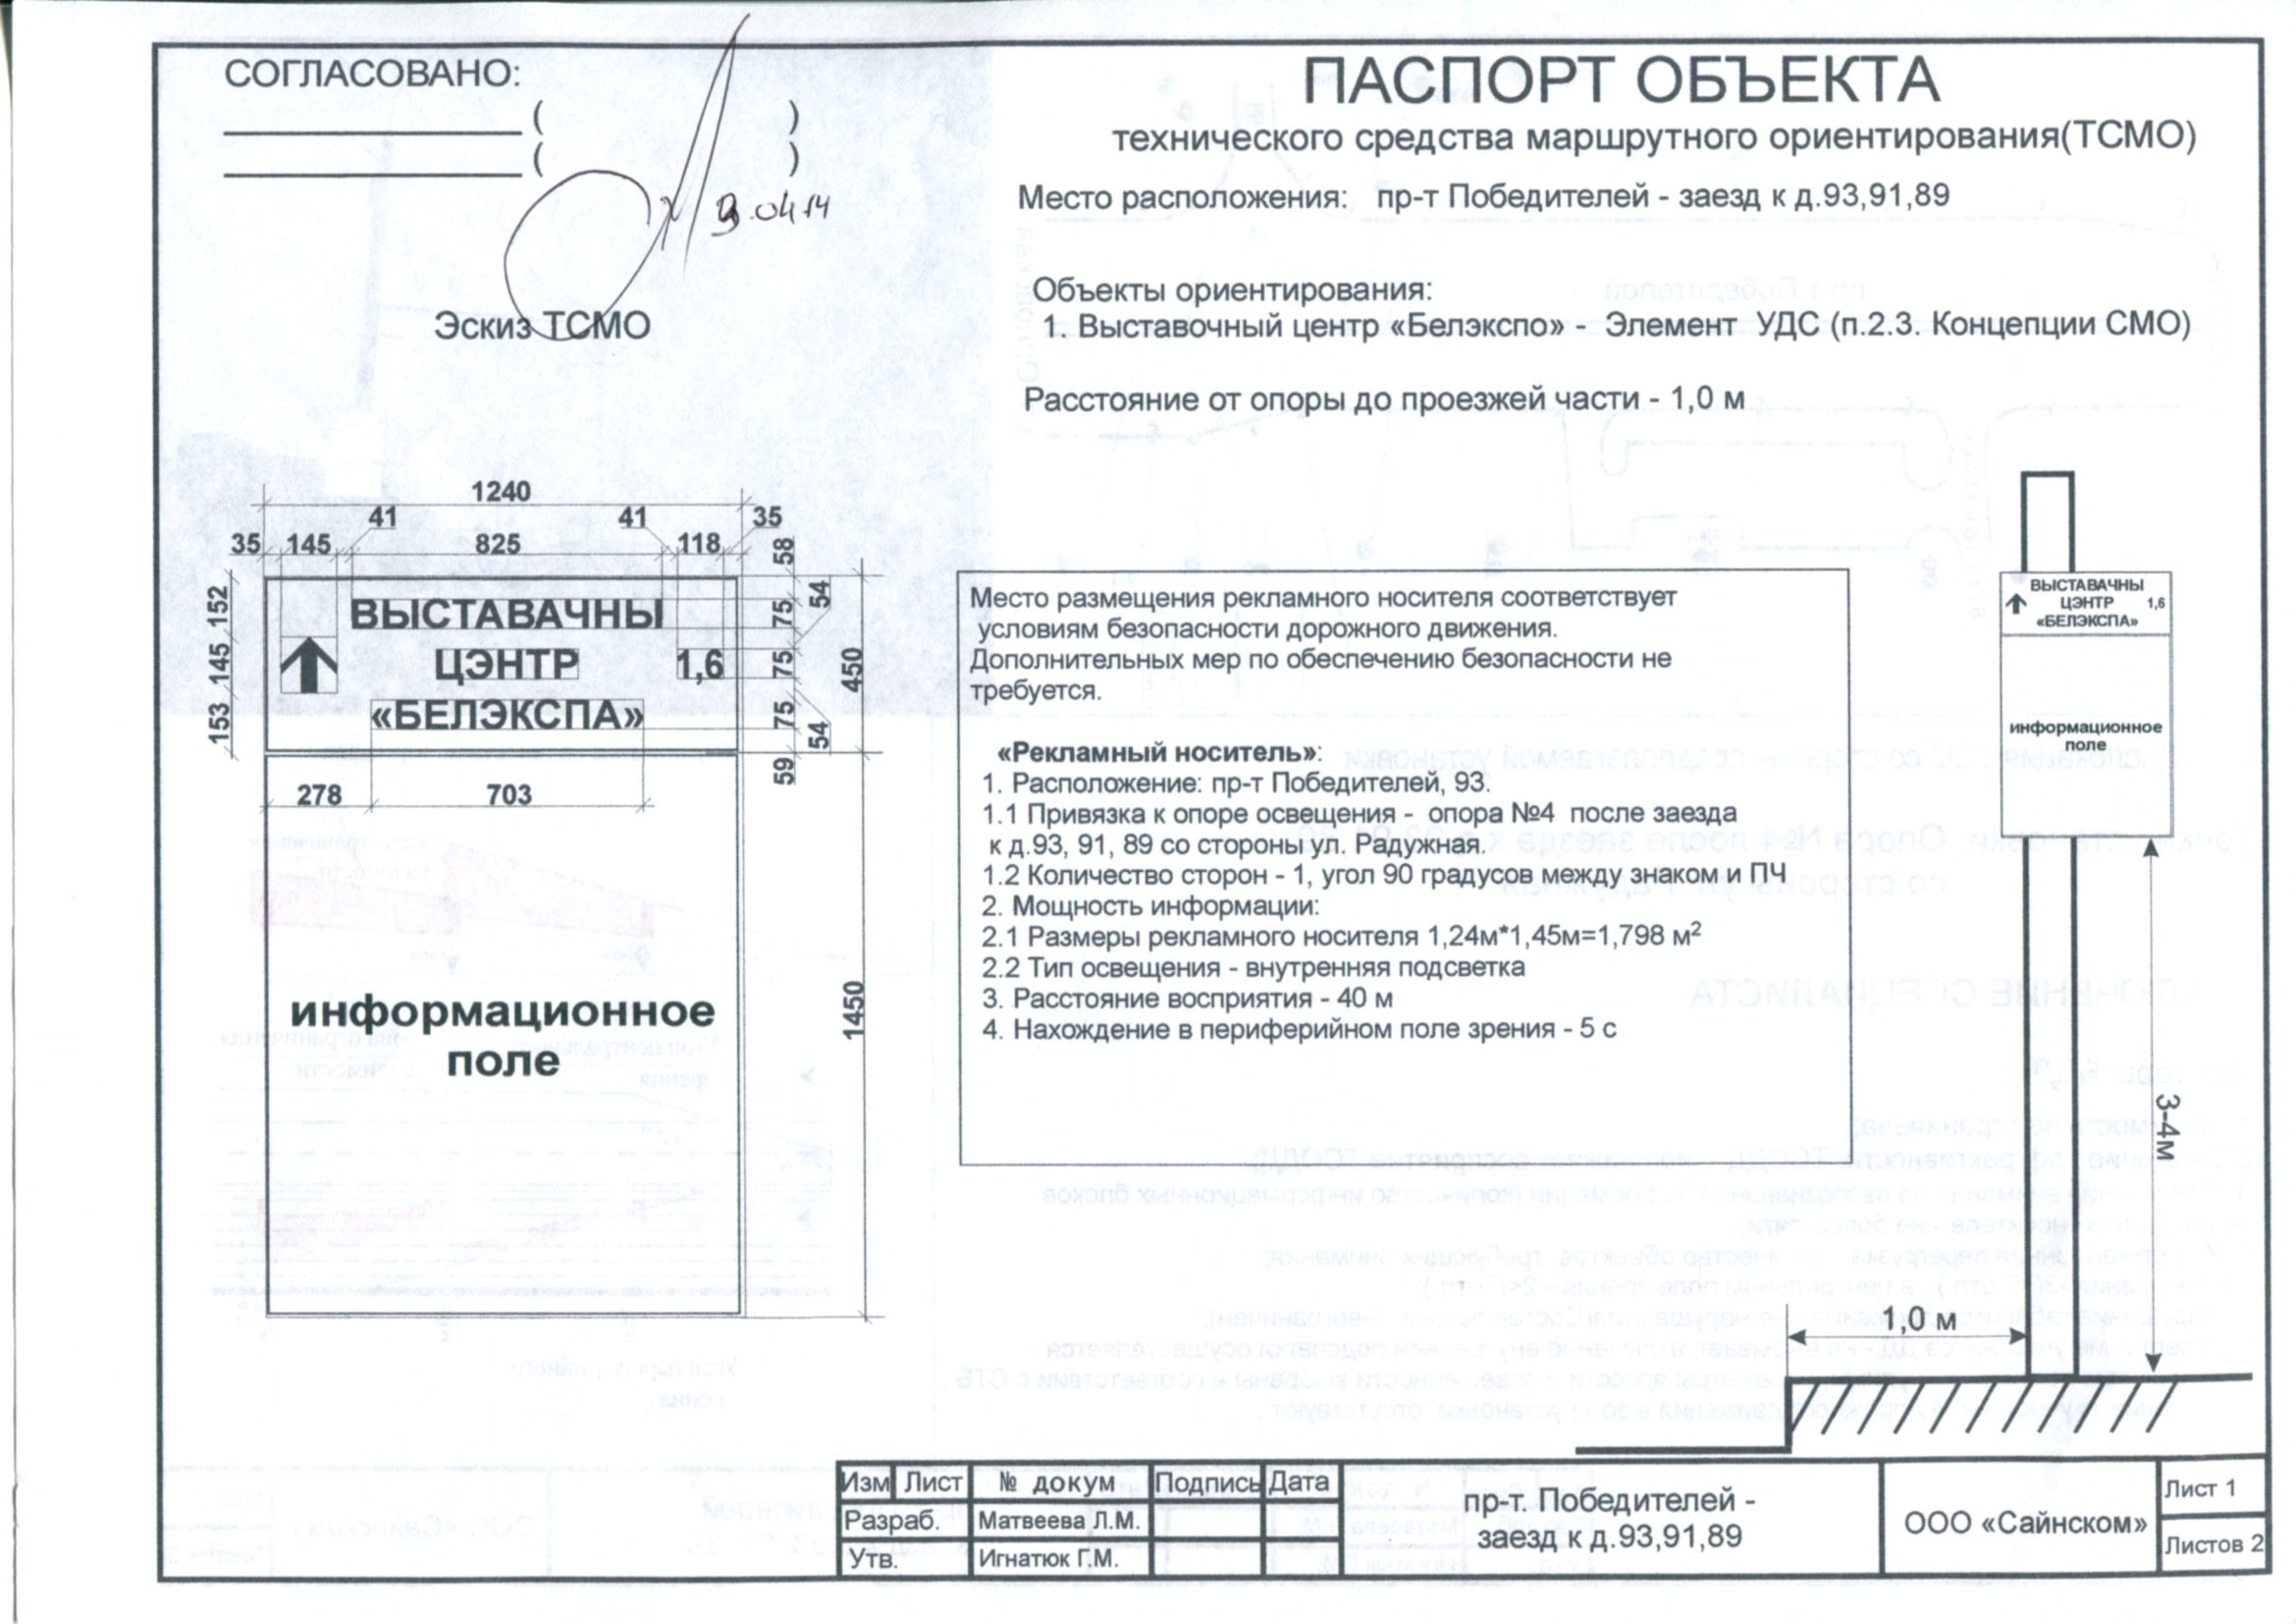 СОГЛАСОВАНО:
( )
( )
04 14
ПАСПОРТ ОБЪЕКТА
технического средства маршрутного ориентирования(ТСМО)
Место расположения: пр-т Победителей - заезд к д.93,91,89
Объекты ориентирования:
1. Выставочный центр «Белэкспо» - Элемент УДС (п.2.3. Концепции СМО)
Расстояние от опоры до проезжей части - 1,0 м
Эскиз ТСМО
1240
41 41 35
35 145 825 118 58
152 145 153
ВЫСТАВАЧНЫ
ЦЭНТР 1,6
«БЕЛЭКСПА»
75 54 75 75 54 59
450
278 703
информационное
поле
1450
Место размещения рекламного носителя соответствует
условиям безопасности дорожного движения.
Дополнительных мер по обеспечению безопасности не
требуется.
«Рекламный носитель»:
1. Расположение: пр-т Победителей, 93.
1.1 Привязка к опоре освещения - опора №4 после заезда
к д.93, 91, 89 со стороны ул. Радужная.
1.2 Количество сторон - 1, угол 90 градусов между знаком и ПЧ
2. Мощность информации:
2.1 Размеры рекламного носителя 1,24м*1,45м=1,798 м²
2.2 Тип освещения - внутренняя подсветка
3. Расстояние восприятия - 40 м
4. Нахождение в периферийном поле зрения - 5 с
ВЫСТАВАЧНЫ
ЦЭНТР 1,6
«БЕЛЭКСПА»
информационное
поле
3-4м
1,0 м
Изм Лист № докум Подпись Дата
Разраб. Матвеева Л.М.
Утв. Игнатюк Г.М.
пр-т. Победителей -
заезд к д.93,91,89
ООО «Сайнском»
Лист 1
Листов 2